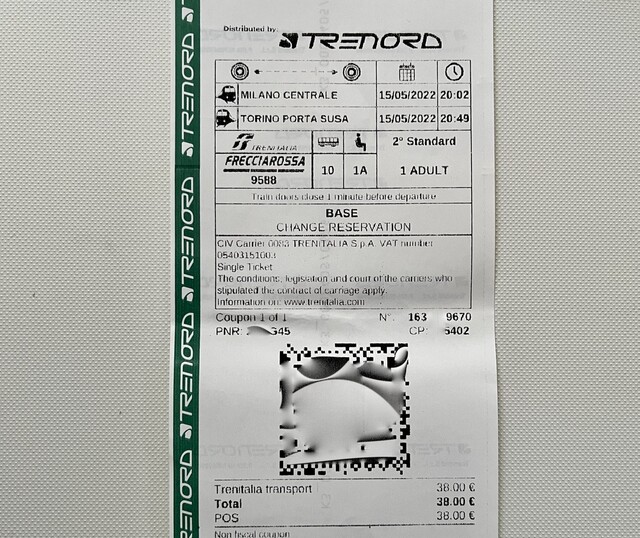 Distributed by: TRENORD
MILANO CENTRALE 15/05/2022 20:02
TORINO PORTA SUSA 15/05/2022 20:49
TRENITALIA
FRECCIAROSSA
9588
10 1A
2° Standard
1 ADULT
Train doors close 1 minute before departure
BASE
CHANGE RESERVATION
CIV Carrier 0083 TRENITALIA S.p.A. VAT number
Single Ticket
The conditions, legislation and court of the carriers who
stipulated the contract of carriage apply.
Information on: www.trenitalia.com
Coupon 1 of 1 N°: 163 9670
PNR: CP: 5402
Trenitalia transport 38.00 €
Total 38.00 €
POS 38.00 €
Non fiscal coupon
TRENORD
TRENORD
TRENORD
TRENORD